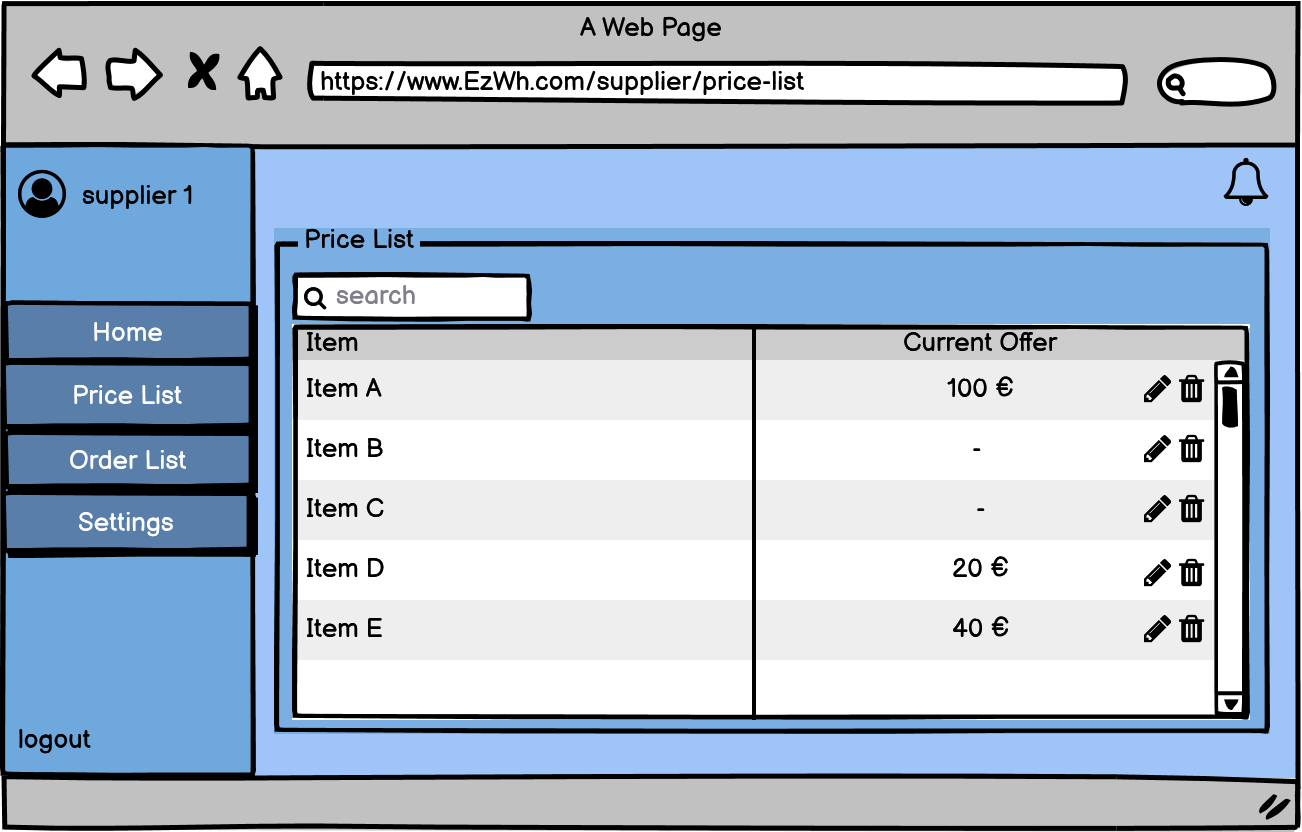 A Web Page
https://www.EzWh.com/supplier/price-list
supplier 1
Home
Price List
Order List
Settings
logout
Price List
search
Item Current Offer
Item A 100 €
Item B -
Item C -
Item D 20 €
Item E 40 €